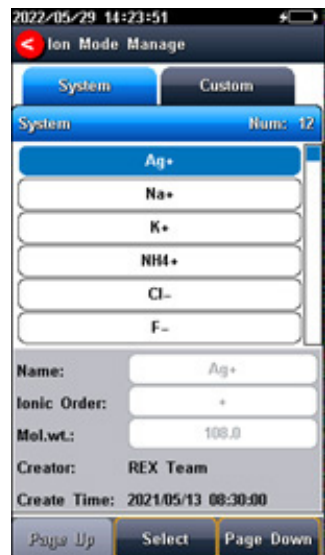 2022/05/29 14:23:51
Ion Mode Manage
System Custom
System Num: 12
Ag+
Na+
K+
NH4+
Cl-
F-
Name: Ag+
Ionic Order: +
Mol.wt.: 108.0
Creator: REX Team
Create Time: 2021/05/13 08:30:00
Page Up Select Page Down